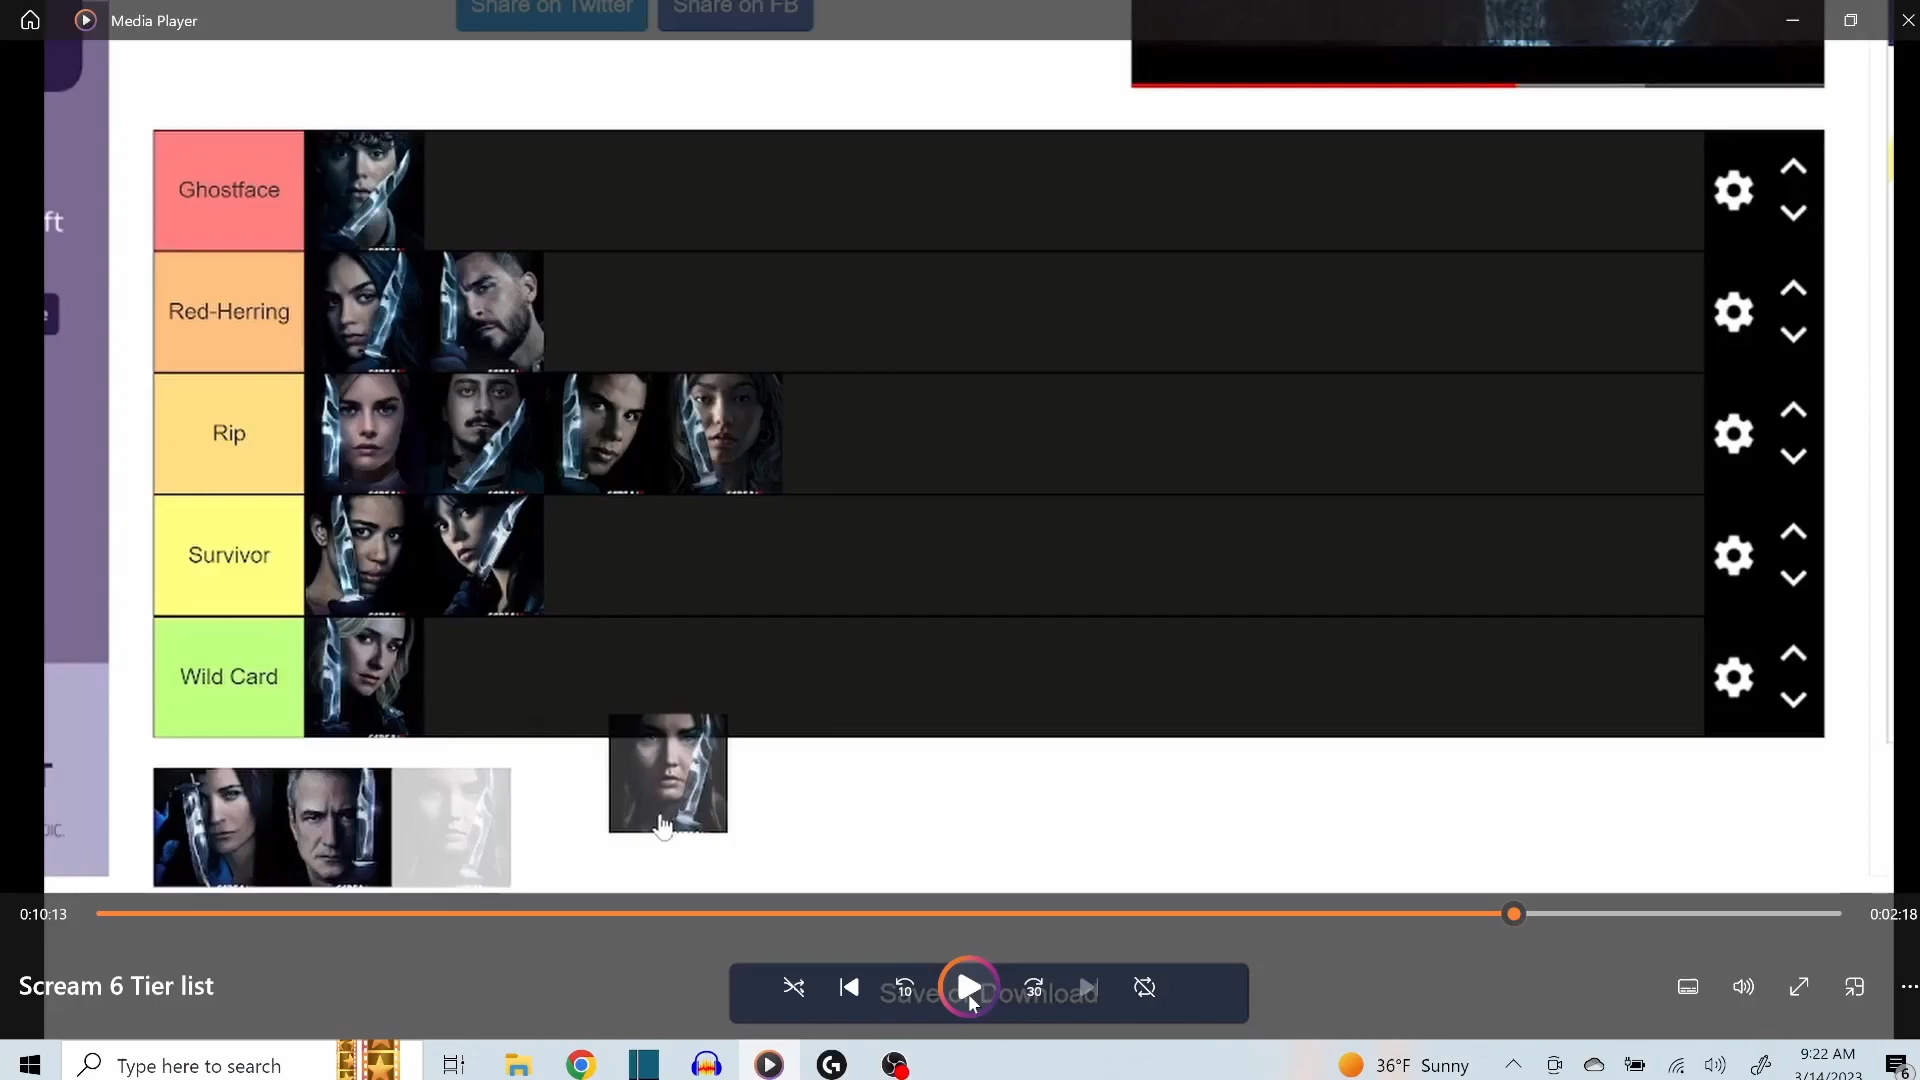 Media Player
Share on Twitter
Share on FB
ft
e
Ghostface
Red-Herring
Rip
Survivor
Wild Card
DIC.
0:10:13
0:02:18
Scream 6 Tier list
Save or Download
10
30
Type here to search
36°F Sunny
9:22 AM
3/14/2023
6